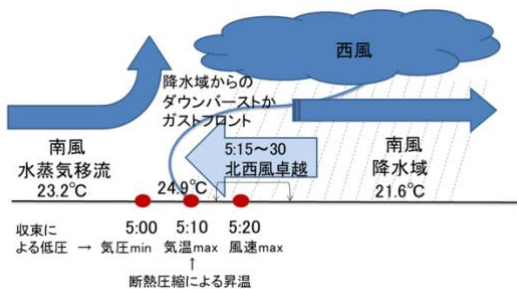 西風
降水域からの
ダウンバーストか
ガストフロント
5:15～30
北西風卓越
南風
水蒸気移流
23.2℃
24.9℃
南風
降水域
21.6℃
収束に
よる低圧 → 気圧min
5:00
5:10
5:20
気温max
風速max
↑
断熱圧縮による昇温